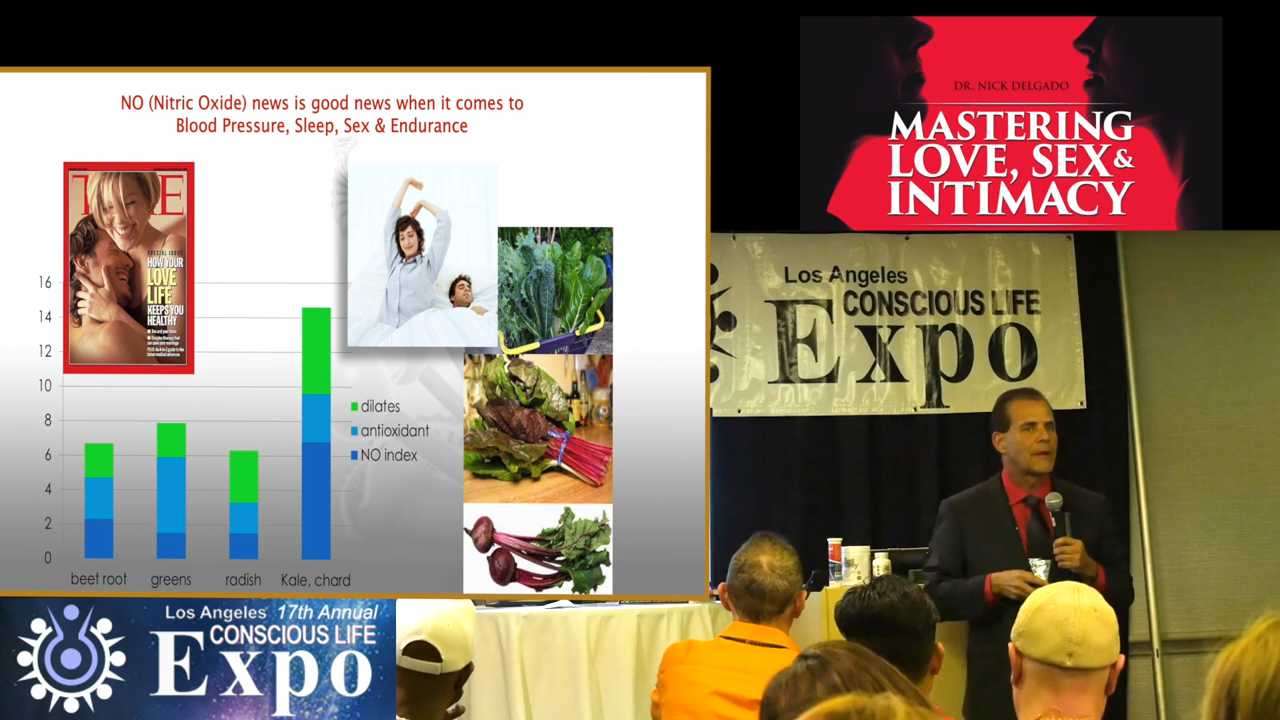 NO (Nitric Oxide) news is good news when it comes to
Blood Pressure, Sleep, Sex & Endurance
TIME
SPECIAL ISSUE
HOW YOUR
LOVE
LIFE
KEEPS YOU
HEALTHY
16
14
12
10
8
6
4
2
0
dilates
antioxidant
NO index
beet root
greens
radish
Kale, chard
DR. NICK DELGADO
MASTERING
LOVE, SEX&
INTIMACY
Los Angeles
CONSCIOUS LIFE
Expo
Los Angeles 17th Annual
CONSCIOUS LIFE
Expo